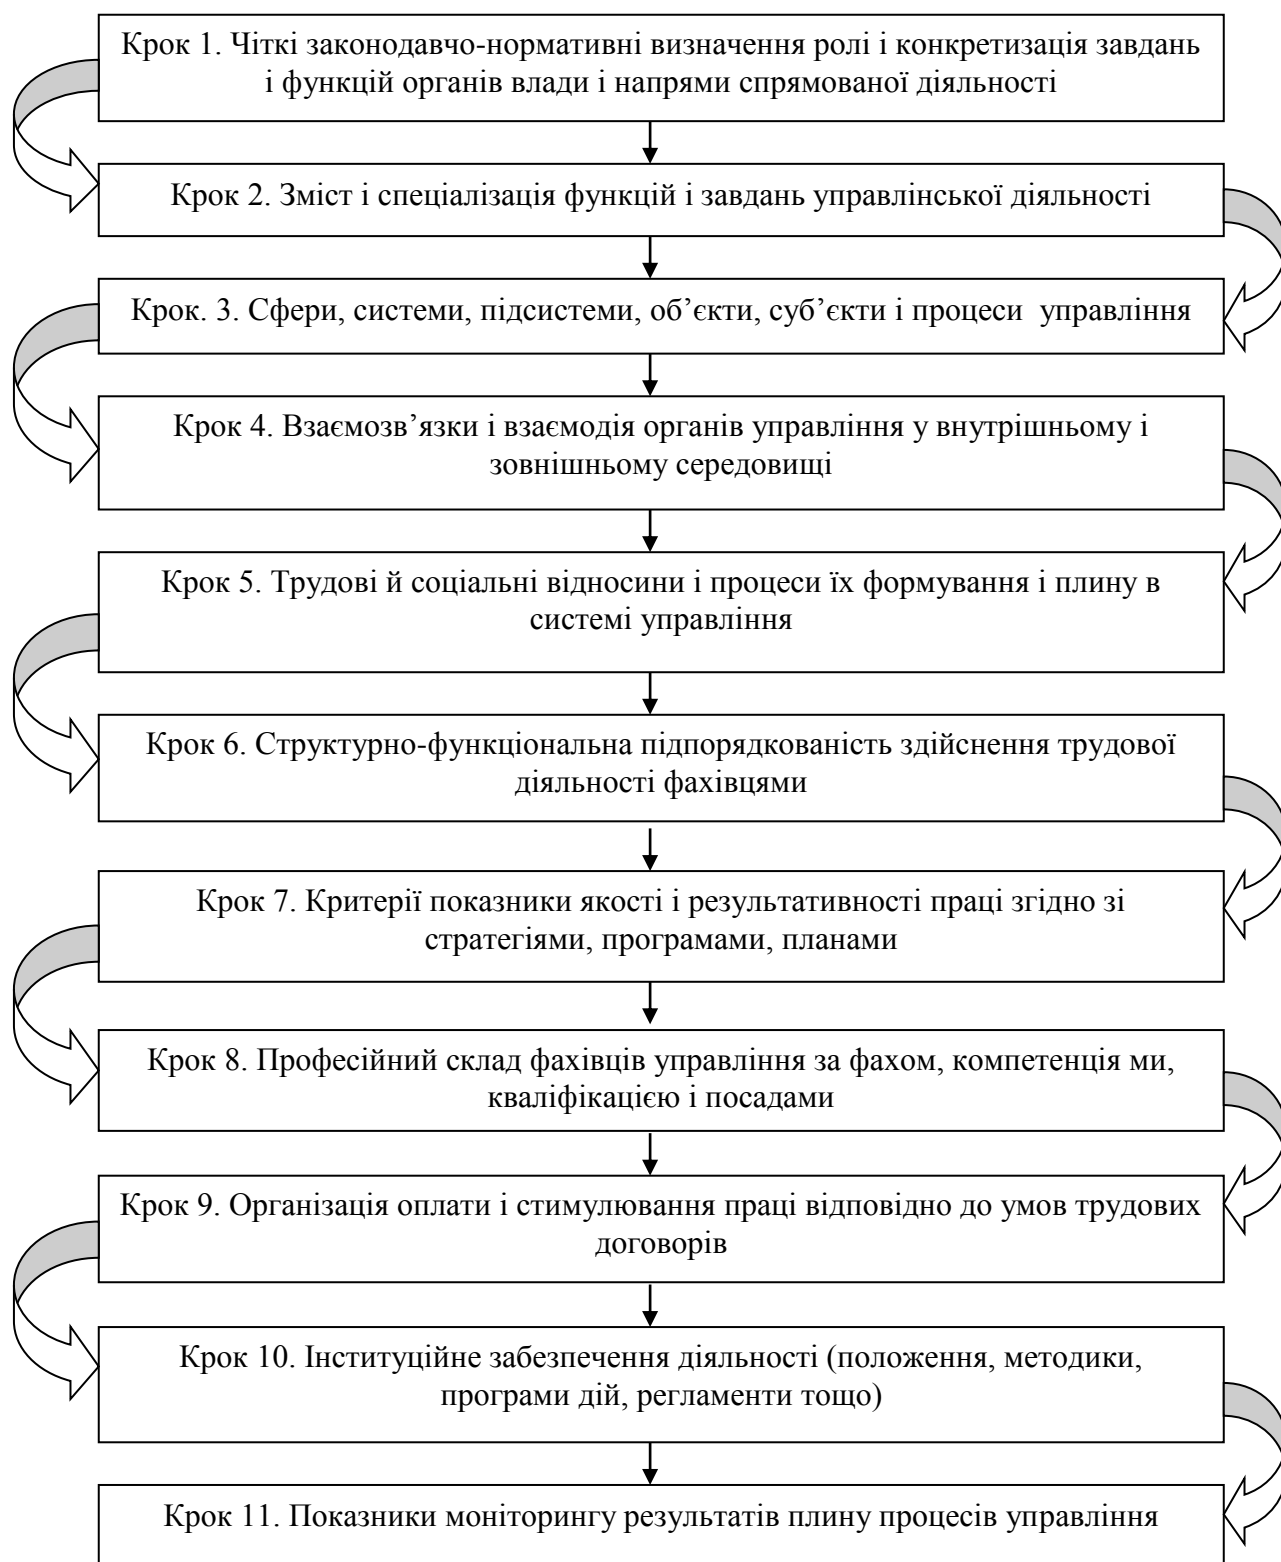 Крок 1. Чіткі законодавчо-нормативні визначення ролі і конкретизація завдань
і функцій органів влади і напрями спрямованої діяльності
Крок 2. Зміст і спеціалізація функцій і завдань управлінської діяльності
Крок. 3. Сфери, системи, підсистеми, об’єкти, суб’єкти і процеси  управління
Крок 4. Взаємозв’язки і взаємодія органів управління у внутрішньому і
зовнішньому середовищі
Крок 5. Трудові й соціальні відносини і процеси їх формування і плину в
системі управління
Крок 6. Структурно-функціональна підпорядкованість здійснення трудової
діяльності фахівцями
Крок 7. Критерії показники якості і результативності праці згідно зі
стратегіями, програмами, планами
Крок 8. Професійний склад фахівців управління за фахом, компетенція ми,
кваліфікацією і посадами
Крок 9. Організація оплати і стимулювання праці відповідно до умов трудових
договорів
Крок 10. Інституційне забезпечення діяльності (положення, методики,
програми дій, регламенти тощо)
Крок 11. Показники моніторингу результатів плину процесів управління